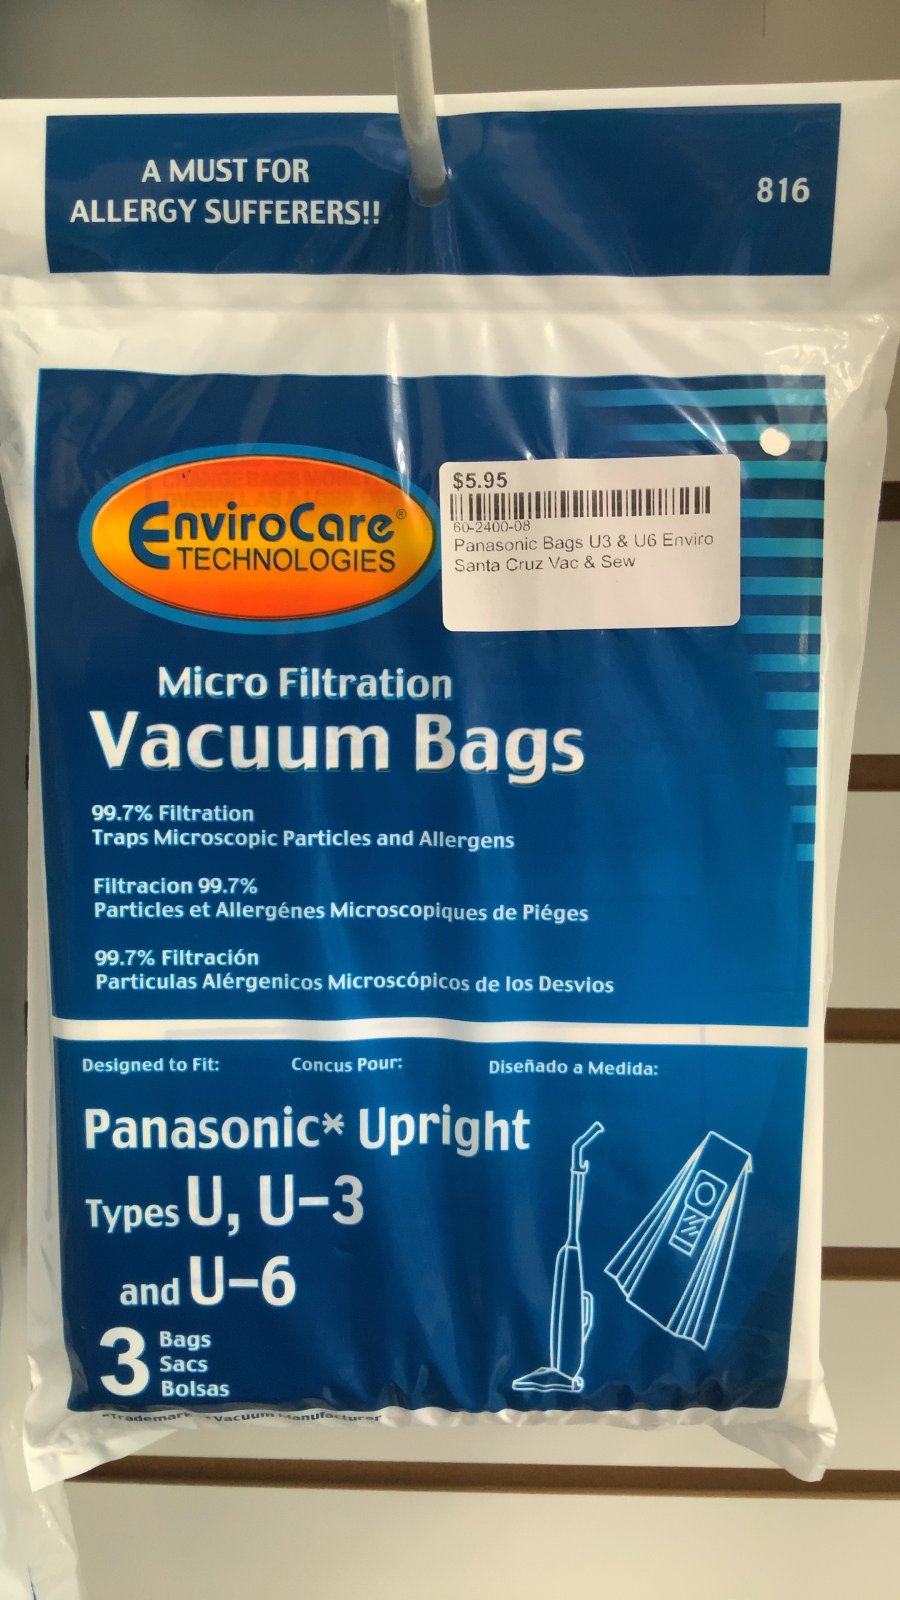 A MUST FOR
ALLERGY SUFFERERS!!
816
EnviroCare®
TECHNOLOGIES
$5.95
60-2400-08
Panasonic Bags U3 & U6 Enviro
Santa Cruz Vac & Sew
Micro Filtration
Vacuum Bags
99.7% Filtration
Traps Microscopic Particles and Allergens
Filtracion 99.7%
Particles et Allergénes Microscopiques de Piéges
99.7% Filtración
Particulas Alérgenicos Microscópicos de los Desvios
Designed to Fit:
Concus Pour:
Diseñado a Medida:
Panasonic* Upright
Types U, U-3
and U-6
3 Bags
Sacs
Bolsas
*Trademark Vacuum Manufacturer